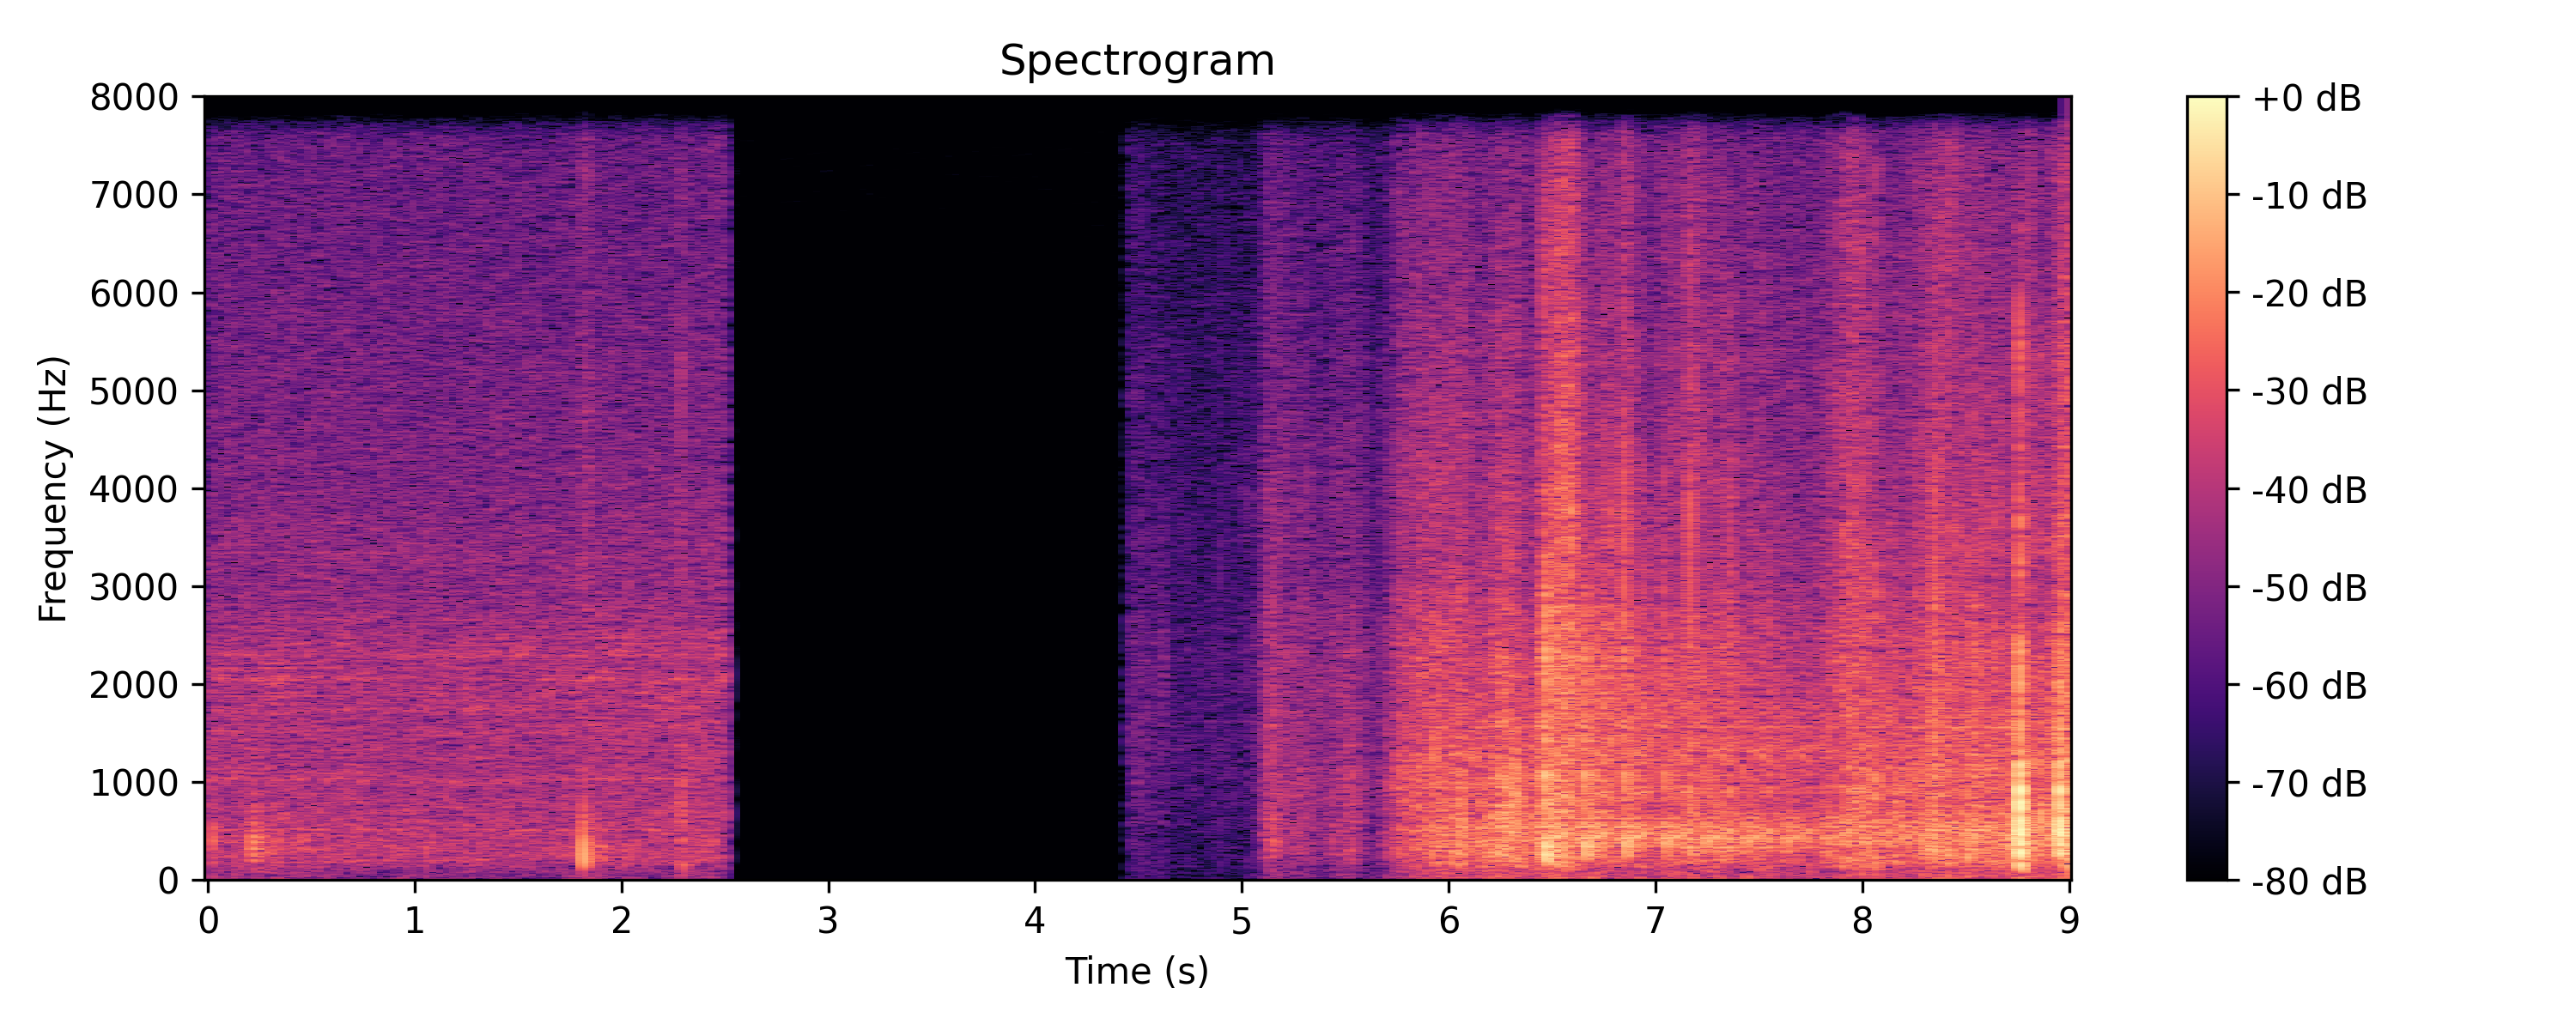 Spectrogram
8000
7000
6000
5000
4000
3000
2000
1000
0
Frequency (Hz)
0 1 2 3 4 5 6 7 8 9
Time (s)
+0 dB
-10 dB
-20 dB
-30 dB
-40 dB
-50 dB
-60 dB
-70 dB
-80 dB